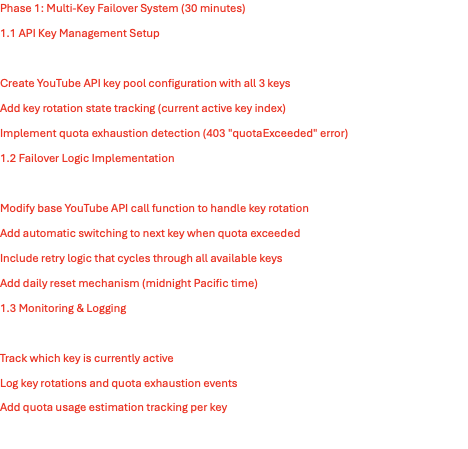 Phase 1: Multi-Key Failover System (30 minutes)
1.1 API Key Management Setup
Create YouTube API key pool configuration with all 3 keys
Add key rotation state tracking (current active key index)
Implement quota exhaustion detection (403 "quotaExceeded" error)
1.2 Failover Logic Implementation
Modify base YouTube API call function to handle key rotation
Add automatic switching to next key when quota exceeded
Include retry logic that cycles through all available keys
Add daily reset mechanism (midnight Pacific time)
1.3 Monitoring & Logging
Track which key is currently active
Log key rotations and quota exhaustion events
Add quota usage estimation tracking per key